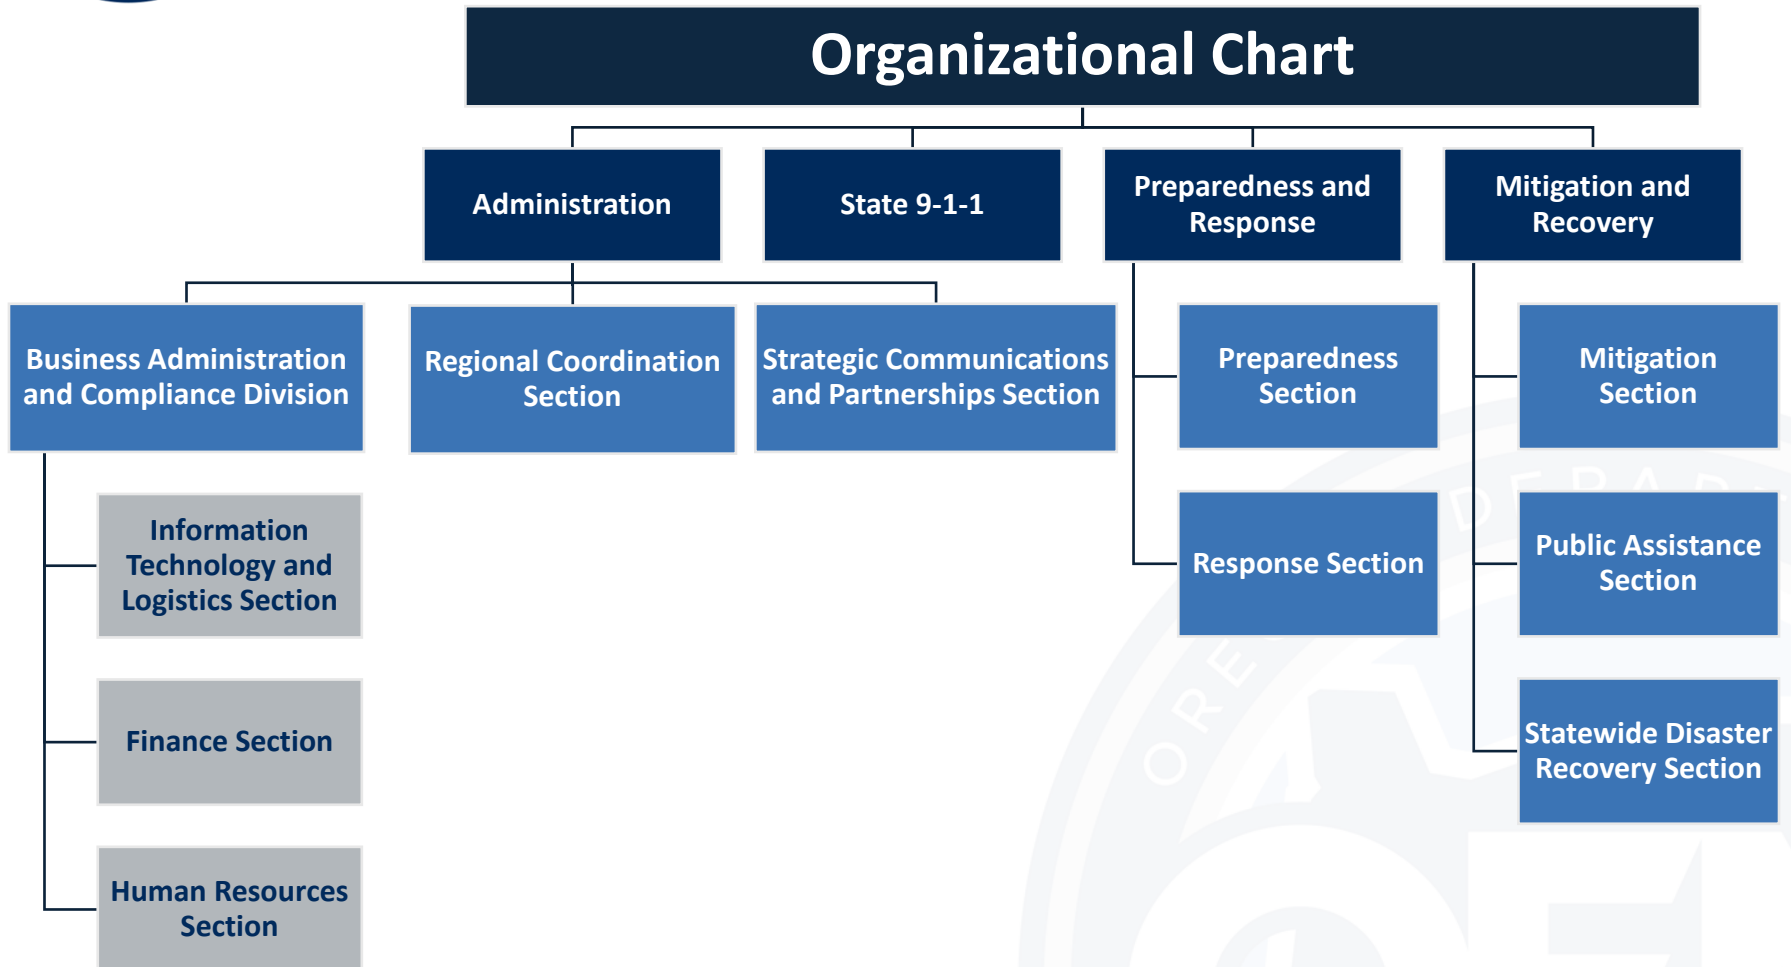 Organizational Chart
Administration
State 9-1-1
Preparedness and
Response
Mitigation and
Recovery
Business Administration
and Compliance Division
Regional Coordination
Section
Strategic Communications
and Partnerships Section
Preparedness
Section
Mitigation
Section
Information
Technology and
Logistics Section
Response Section
Public Assistance
Section
Finance Section
Statewide Disaster
Recovery Section
Human Resources
Section